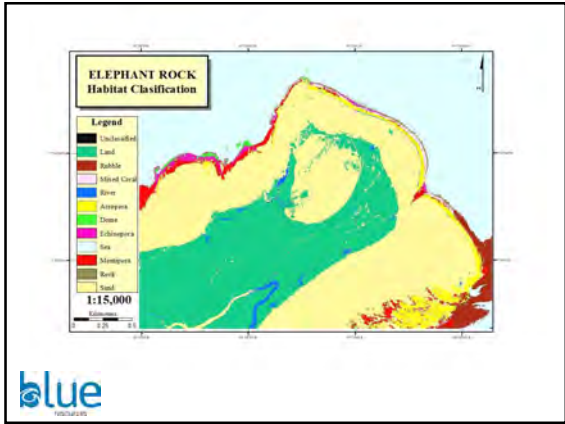 ELEPHANT ROCK
Habitat Clasification
Legend
Unclassified
Land
Rubble
Mixed Coral
River
Acropora
Dome
Echinopora
Sea
Montipora
Rock
Sand
1:15,000
Kilometers
0 0.25 0.5
blue
resources